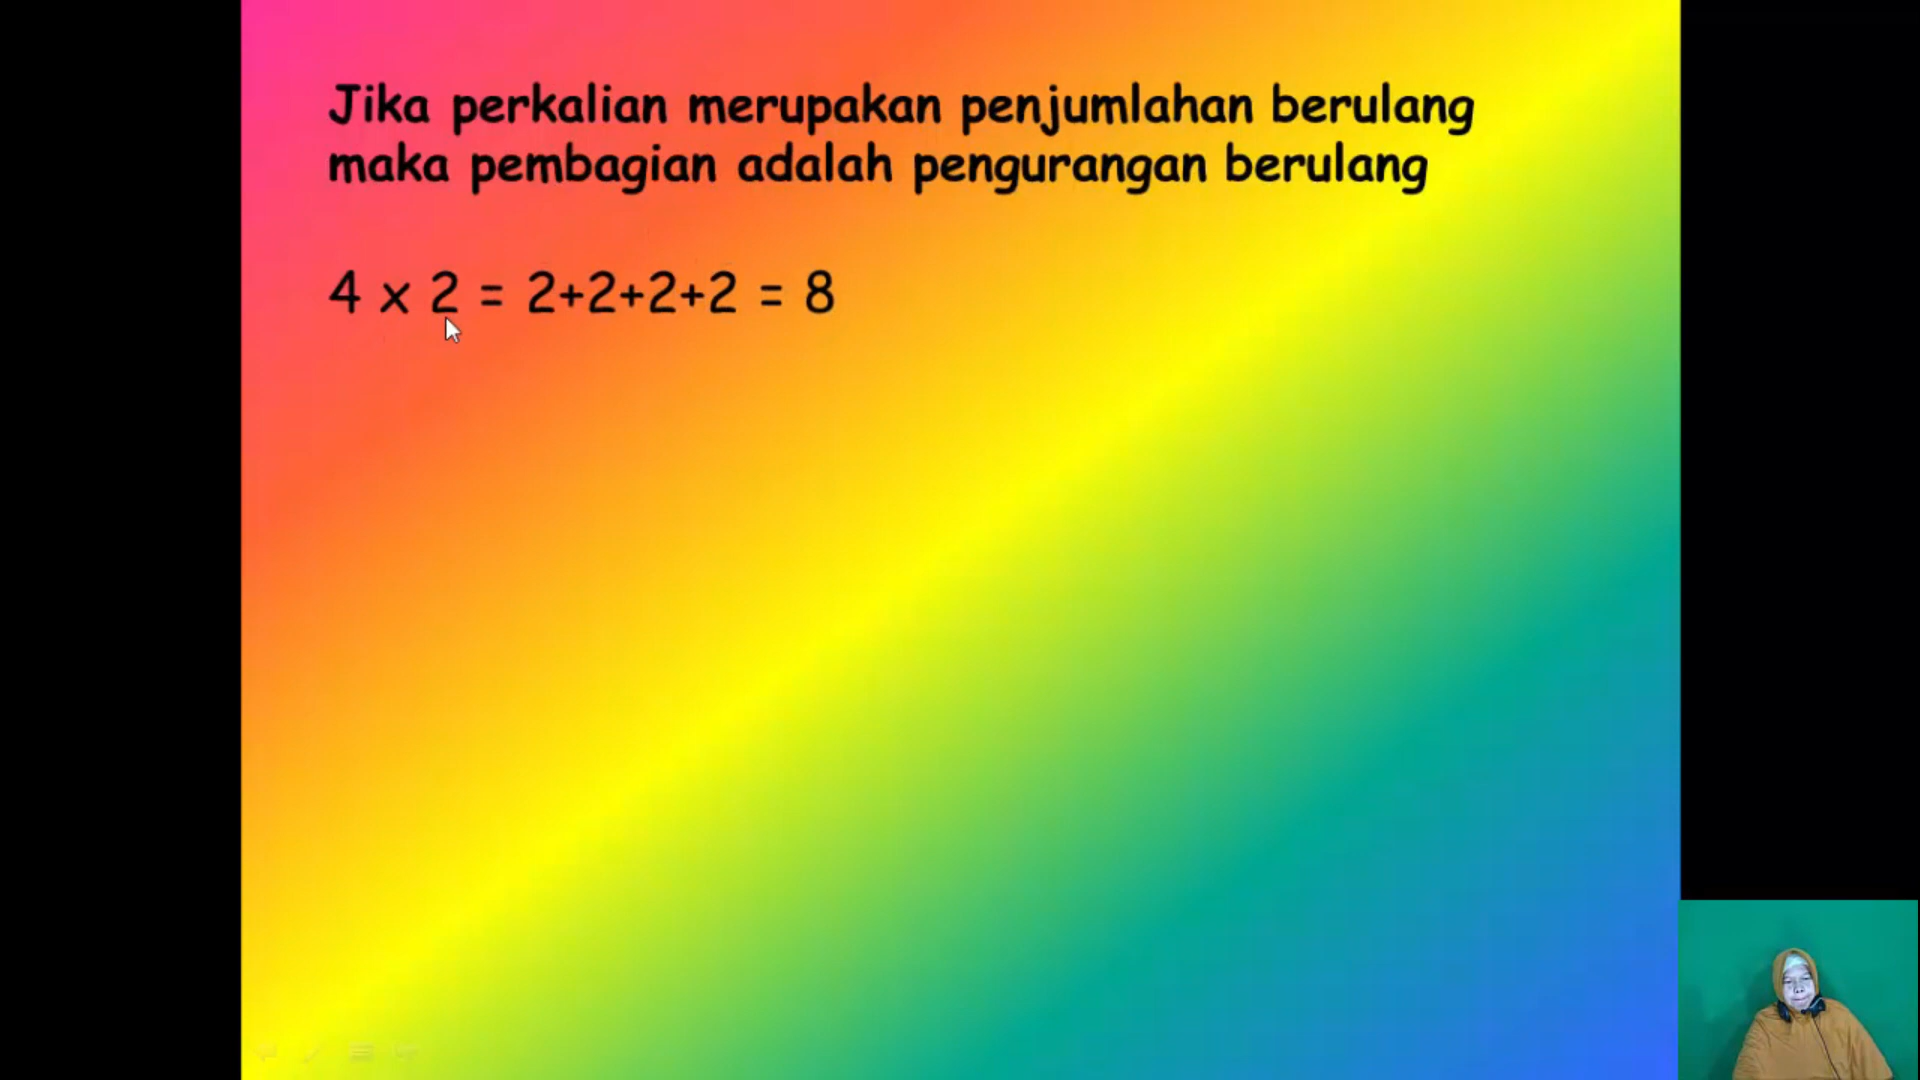 Jika perkalian merupakan penjumlahan berulang
maka pembagian adalah pengurangan berulang
4 x 2 = 2+2+2+2 = 8